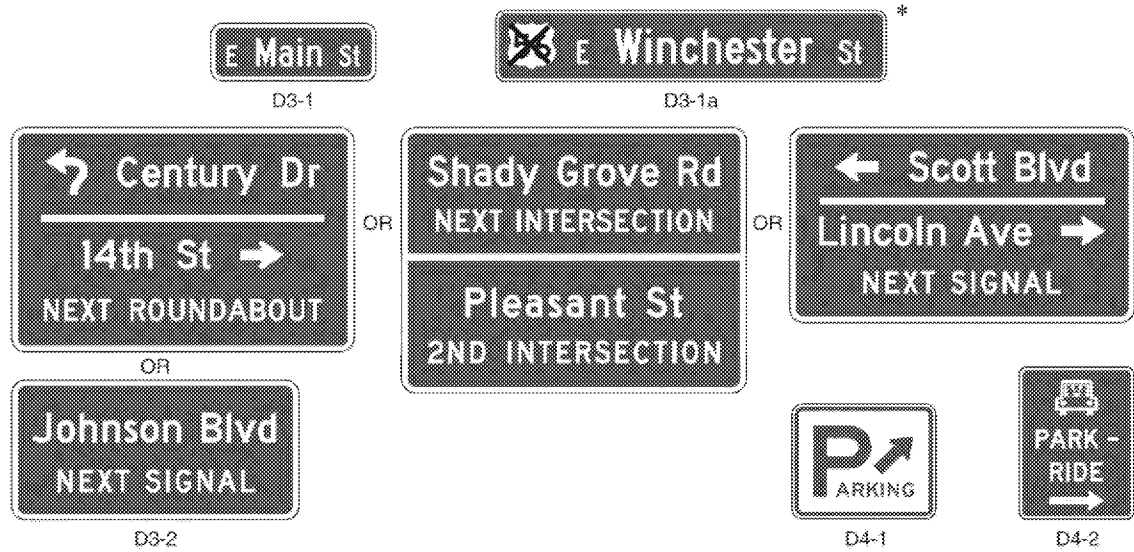 *
E Main St
56 E Winchester St
D3-1
D3-1a
Century Dr
14th St
NEXT ROUNDABOUT
OR
Shady Grove Rd
NEXT INTERSECTION
Pleasant St
2ND INTERSECTION
OR
Scott Blvd
Lincoln Ave
NEXT SIGNAL
OR
Johnson Blvd
NEXT SIGNAL
D3-2
PARKING
D4-1
PARK -
RIDE
D4-2